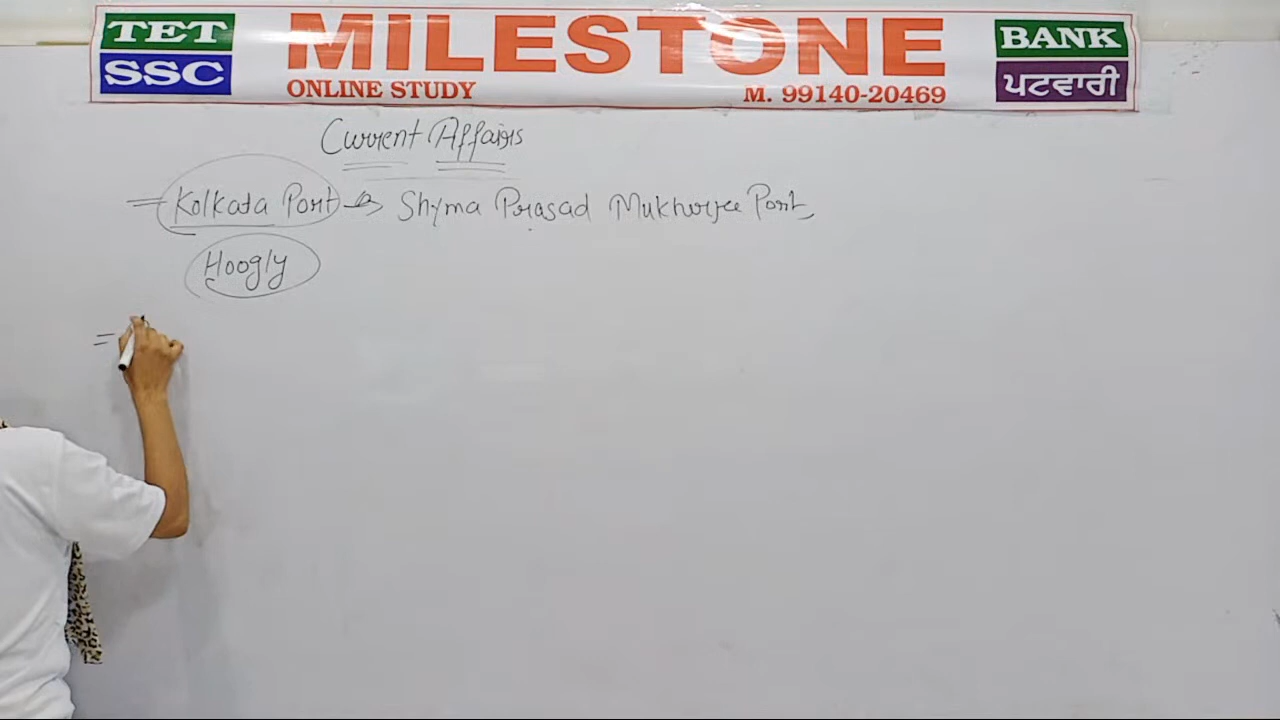 TET
SSC
MILESTONE
ONLINE STUDY
M. 99140-20469
BANK
ਪਟਵਾਰੀ
Current Affairs
= Kolkata Port → Shyma Prasad Mukherjee Port,
Hoogly
=